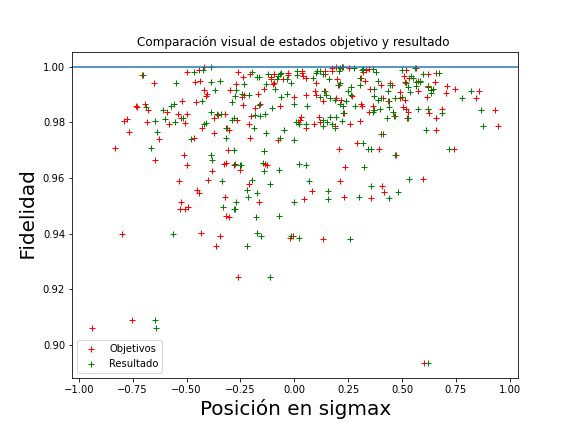 Comparación visual de estados objetivo y resultado
Fidelidad
1.00
0.98
0.96
0.94
0.92
0.90
Objetivos
Resultado
−1.00 −0.75 −0.50 −0.25 0.00 0.25 0.50 0.75 1.00
Posición en sigmax